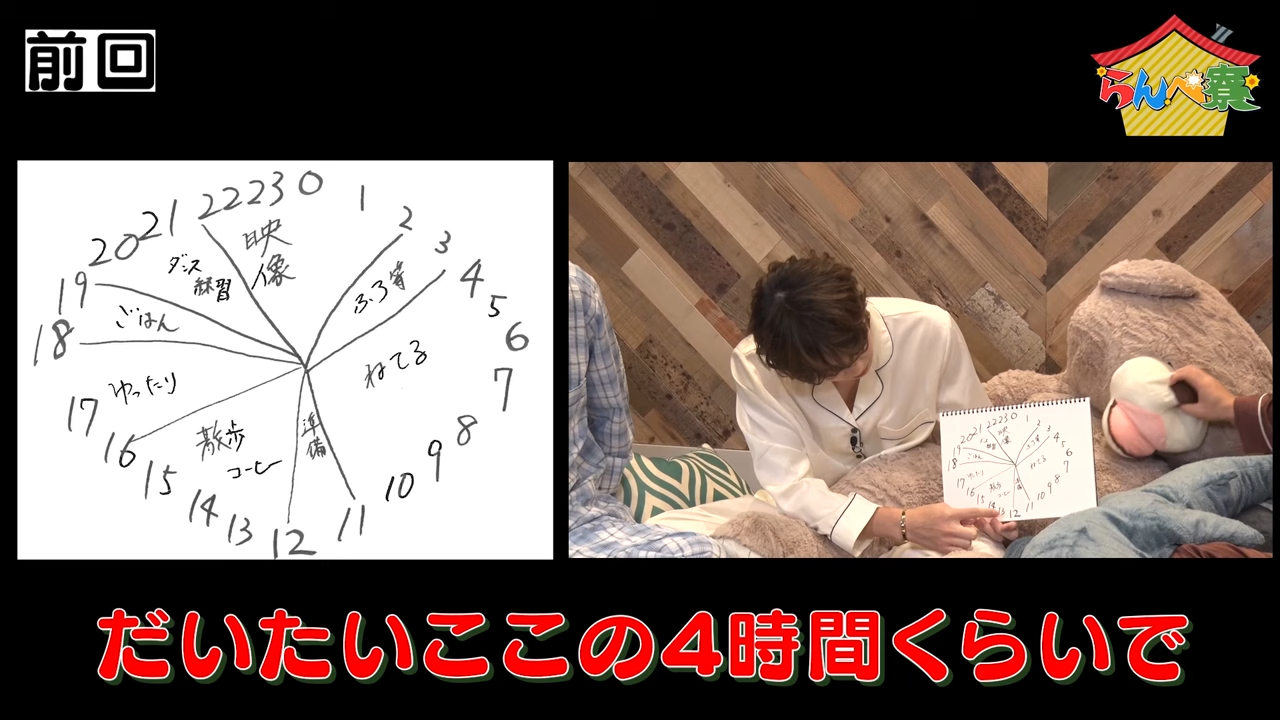 前回
らんぺ寮
22 23 0 1
21 2
20 3
19 4
18 5
17 6
16 7
15 8
14 9
13 10
12 11
映像
ダンス練習
ふろ等
ごはん
ねてる
ゆったり
散歩
コーヒー
準備
だいたいここの4時間くらいで